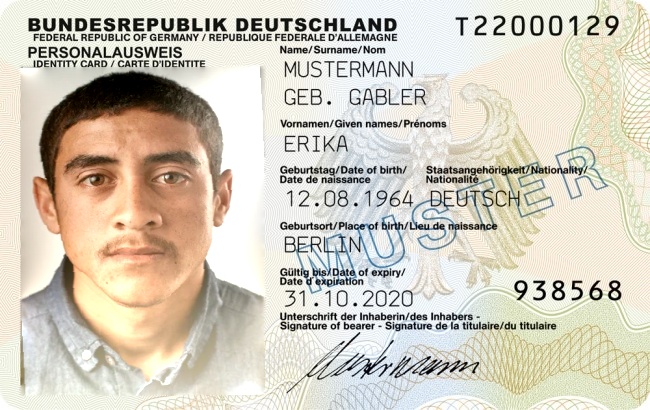 BUNDESREPUBLIK DEUTSCHLAND
T22000129
FEDERAL REPUBLIC OF GERMANY / REPUBLIQUE FEDERALE D'ALLEMAGNE
PERSONALAUSWEIS
IDENTITY CARD / CARTE D'IDENTITE
Name/Surname/Nom
MUSTERMANN
GEB. GABLER
Vornamen/Given names/Prénoms
ERIKA
Geburtstag/Date of birth/
Date de naissance
Staatsangehörigkeit/Nationality/
Nationalité
12.08.1964 DEUTSCH
Geburtsort/Place of birth/Lieu de naissance
BERLIN
MUSTER
Gültig bis/Date of expiry/
Date d'expiration
31.10.2020
938568
Unterschrift der Inhaberin/des Inhabers -
Signature of bearer - Signature de la titulaire/du titulaire
Mustermann